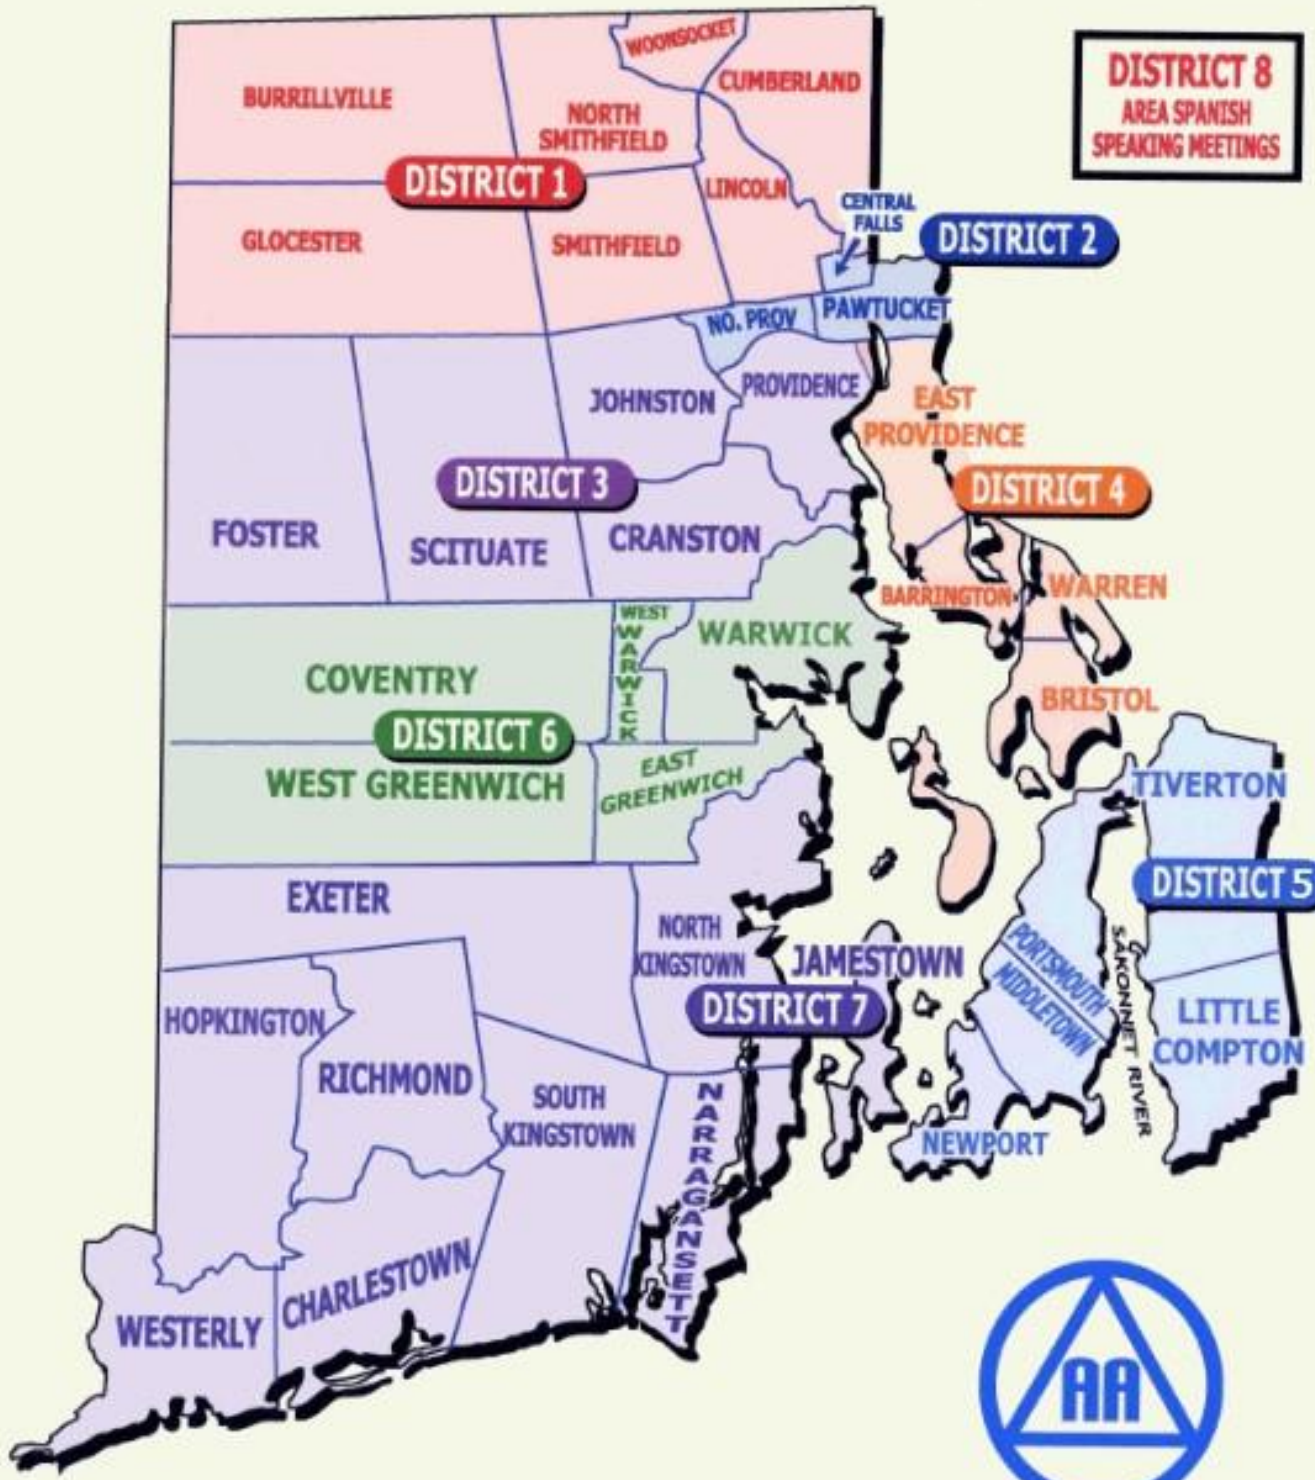 WOONSOCKET
CUMBERLAND
BURRILLVILLE
NORTH
SMITHFIELD
DISTRICT 8
AREA SPANISH
SPEAKING MEETINGS
DISTRICT 1
LINCOLN
CENTRAL
FALLS
GLOCESTER
SMITHFIELD
DISTRICT 2
NO. PROV
PAWTUCKET
JOHNSTON
PROVIDENCE
EAST
PROVIDENCE
DISTRICT 3
DISTRICT 4
FOSTER
SCITUATE
CRANSTON
BARRINGTON
WARREN
WEST
WARWICK
WARWICK
COVENTRY
BRISTOL
DISTRICT 6
WEST GREENWICH
EAST
GREENWICH
TIVERTON
DISTRICT 5
EXETER
NORTH
KINGSTOWN
JAMESTOWN
PORTSMOUTH
MIDDLETOWN
SAKONNET RIVER
DISTRICT 7
LITTLE
COMPTON
HOPKINGTON
RICHMOND
SOUTH
KINGSTOWN
NARRAGANSETT
NEWPORT
CHARLESTOWN
WESTERLY
AA